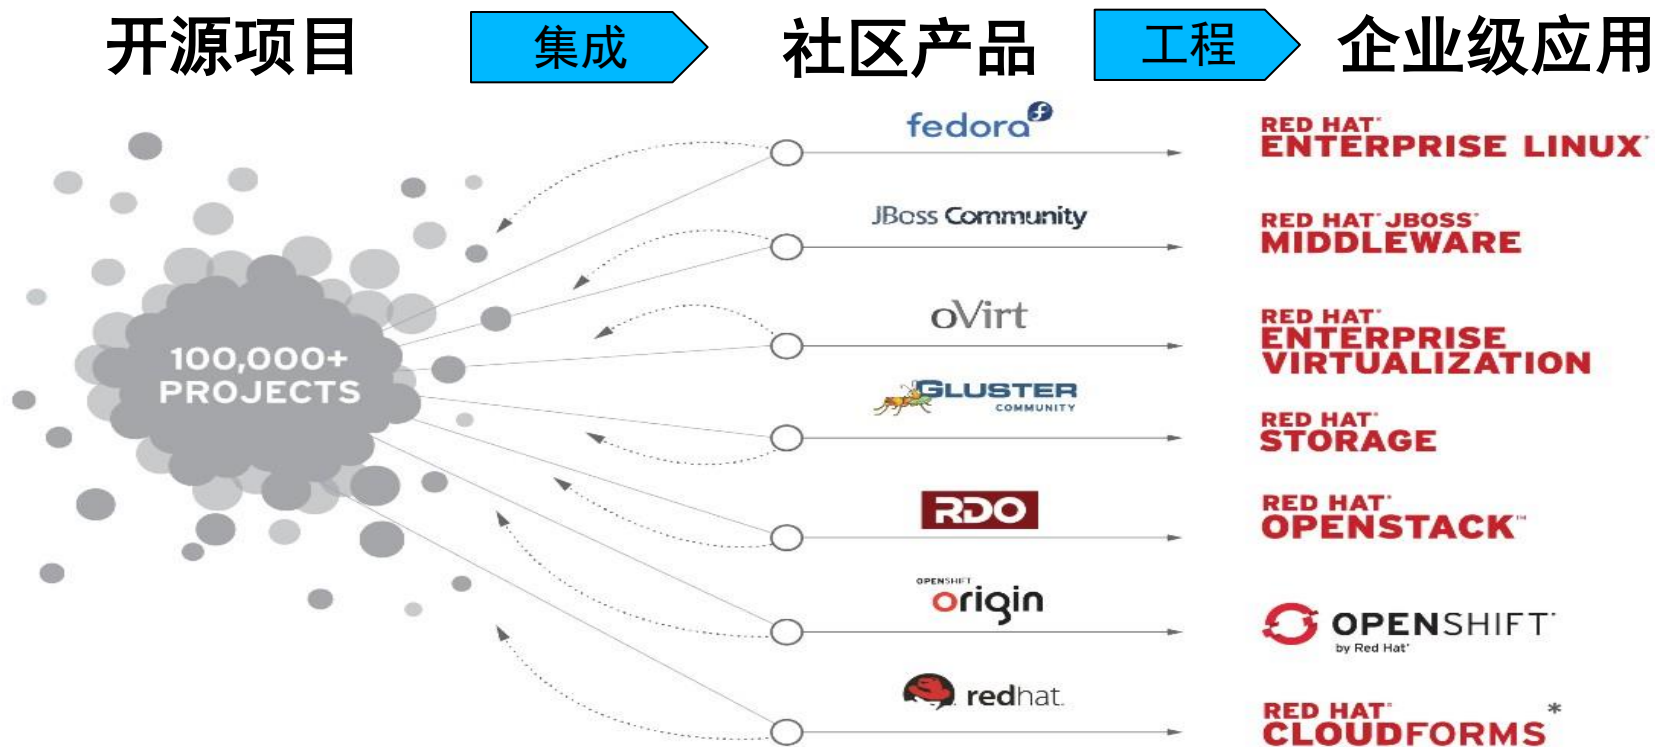 开源项目
集成
社区产品
工程
企业级应用
100,000+
PROJECTS
fedora
RED HAT®
ENTERPRISE LINUX®
JBoss Community
RED HAT® JBOSS®
MIDDLEWARE
oVirt
RED HAT®
ENTERPRISE
VIRTUALIZATION
GLUSTER
COMMUNITY
RED HAT®
STORAGE
RDO
RED HAT®
OPENSTACK™
OPENSHIFT
origin
OPENSHIFT®
by Red Hat®
redhat.
RED HAT®
CLOUDFORMS*